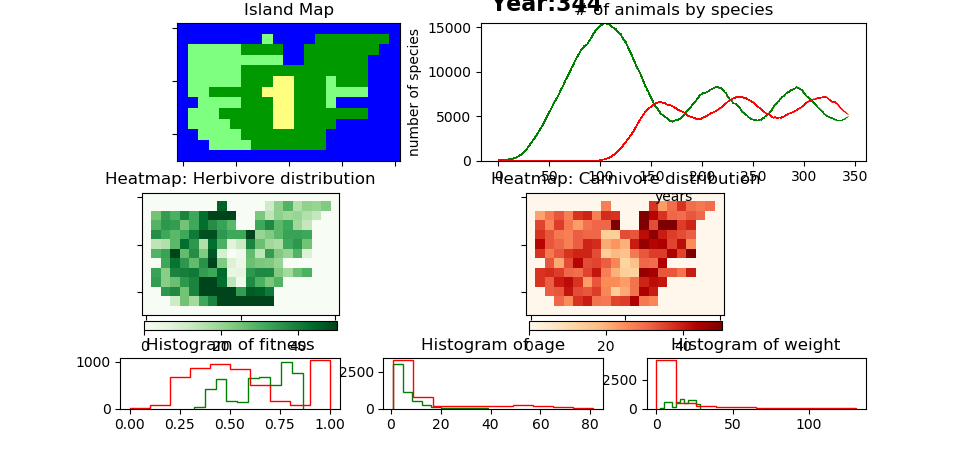 Year:344
Island Map
# of animals by species
number of species
15000
10000
5000
0
0 50 100 150 200 250 300 350
years
Heatmap: Herbivore distribution
Heatmap: Carnivore distribution
0 20 40
0 20 40
Histogram of fitness
Histogram of age
Histogram of weight
1000
0
0.00 0.25 0.50 0.75 1.00
2500
0
0 20 40 60 80
2500
0
0 50 100